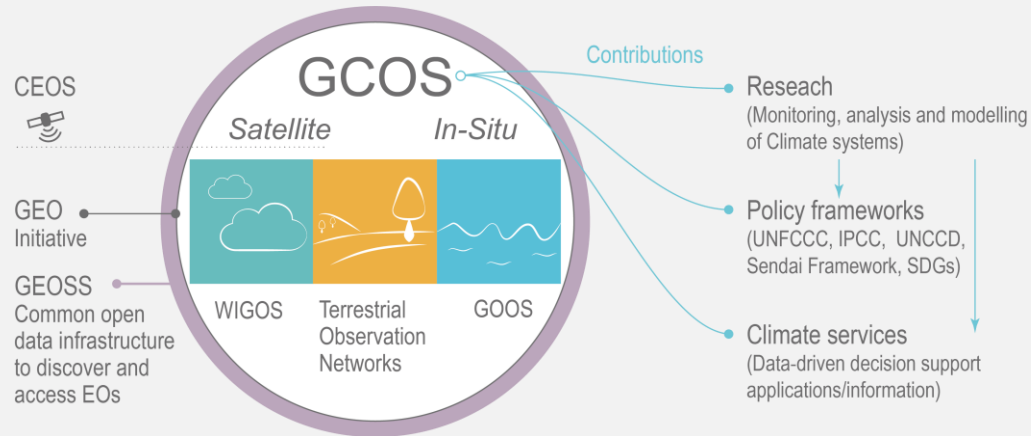 CEOS
GEO
Initiative
GEOSS
Common open
data infrastructure
to discover and
access EOs
GCOS
Satellite
In-Situ
WIGOS
Terrestrial
Observation
Networks
GOOS
Contributions
Reseach
(Monitoring, analysis and modelling
of Climate systems)
Policy frameworks
(UNFCCC, IPCC, UNCCD,
Sendai Framework, SDGs)
Climate services
(Data-driven decision support
applications/information)